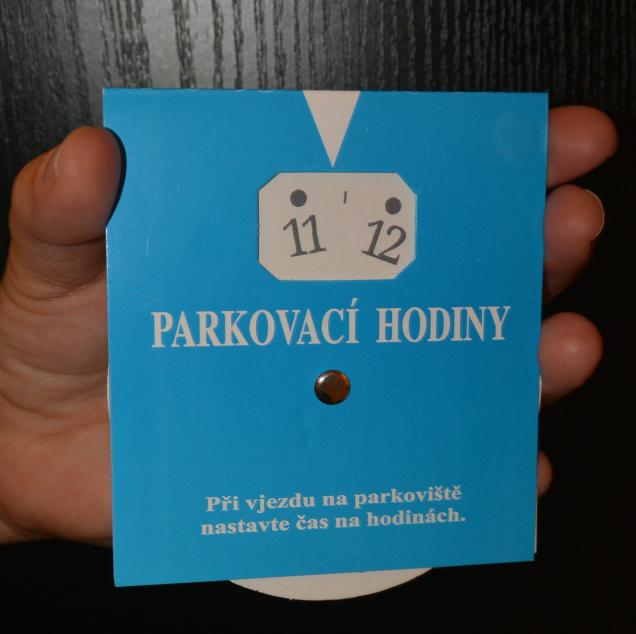 11 12
PARKOVACÍ HODINY
Při vjezdu na parkoviště
nastavte čas na hodinách.